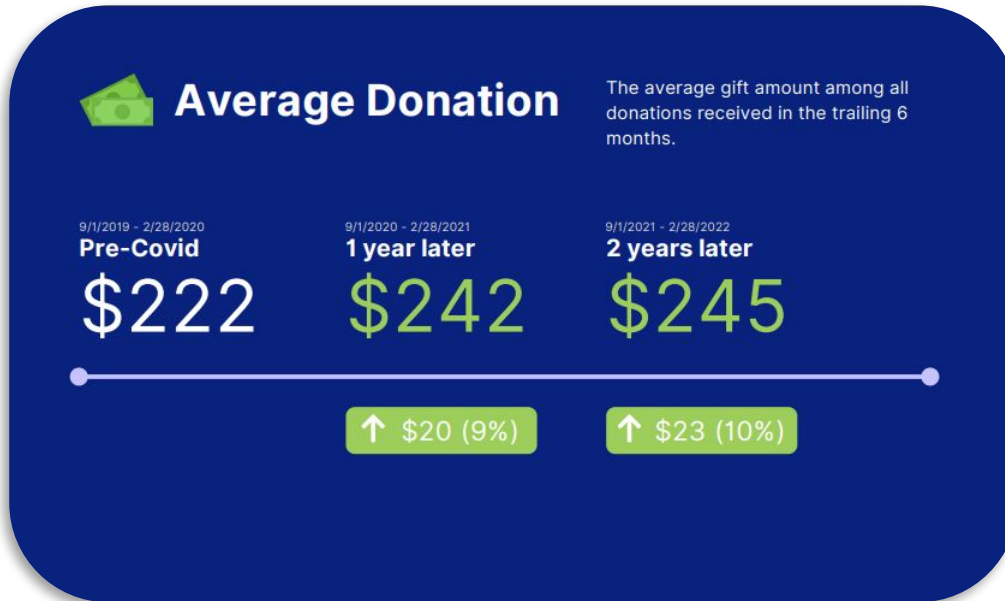 Average Donation
The average gift amount among all
donations received in the trailing 6
months.
9/1/2019 - 2/28/2020
Pre-Covid
$222
9/1/2020 - 2/28/2021
1 year later
$242
9/1/2021 - 2/28/2022
2 years later
$245
↑ $20 (9%)
↑ $23 (10%)